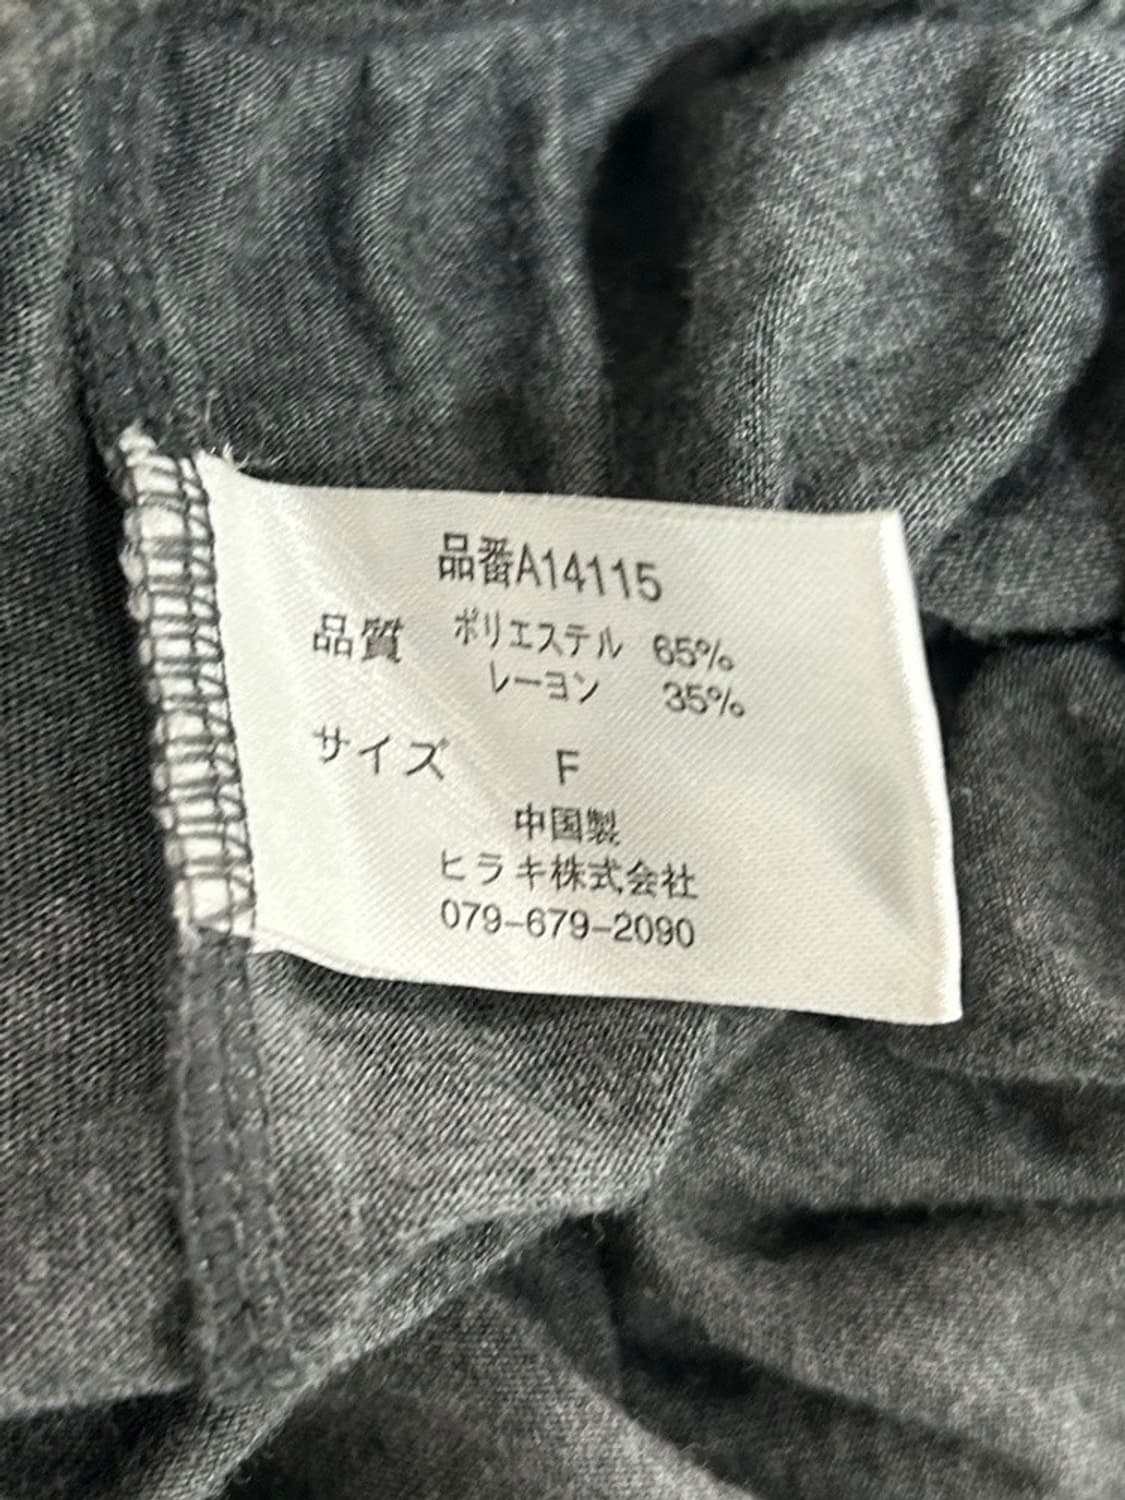 品番A14115
品質 ポリエステル 65%
レーヨン 35%
サイズ F
中国製
ヒラキ株式会社
079-679-2090